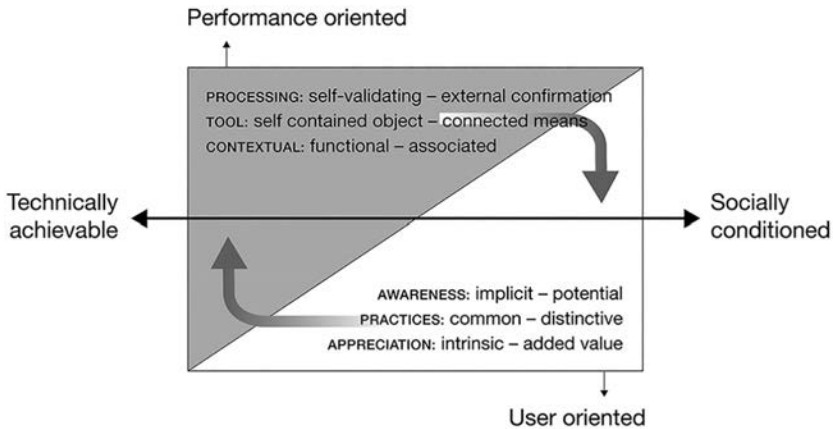 Performance oriented
PROCESSING: self-validating – external confirmation
TOOL: self contained object – connected means
CONTEXTUAL: functional – associated
Technically
achievable
Socially
conditioned
AWARENESS: implicit – potential
PRACTICES: common – distinctive
APPRECIATION: intrinsic – added value
User oriented